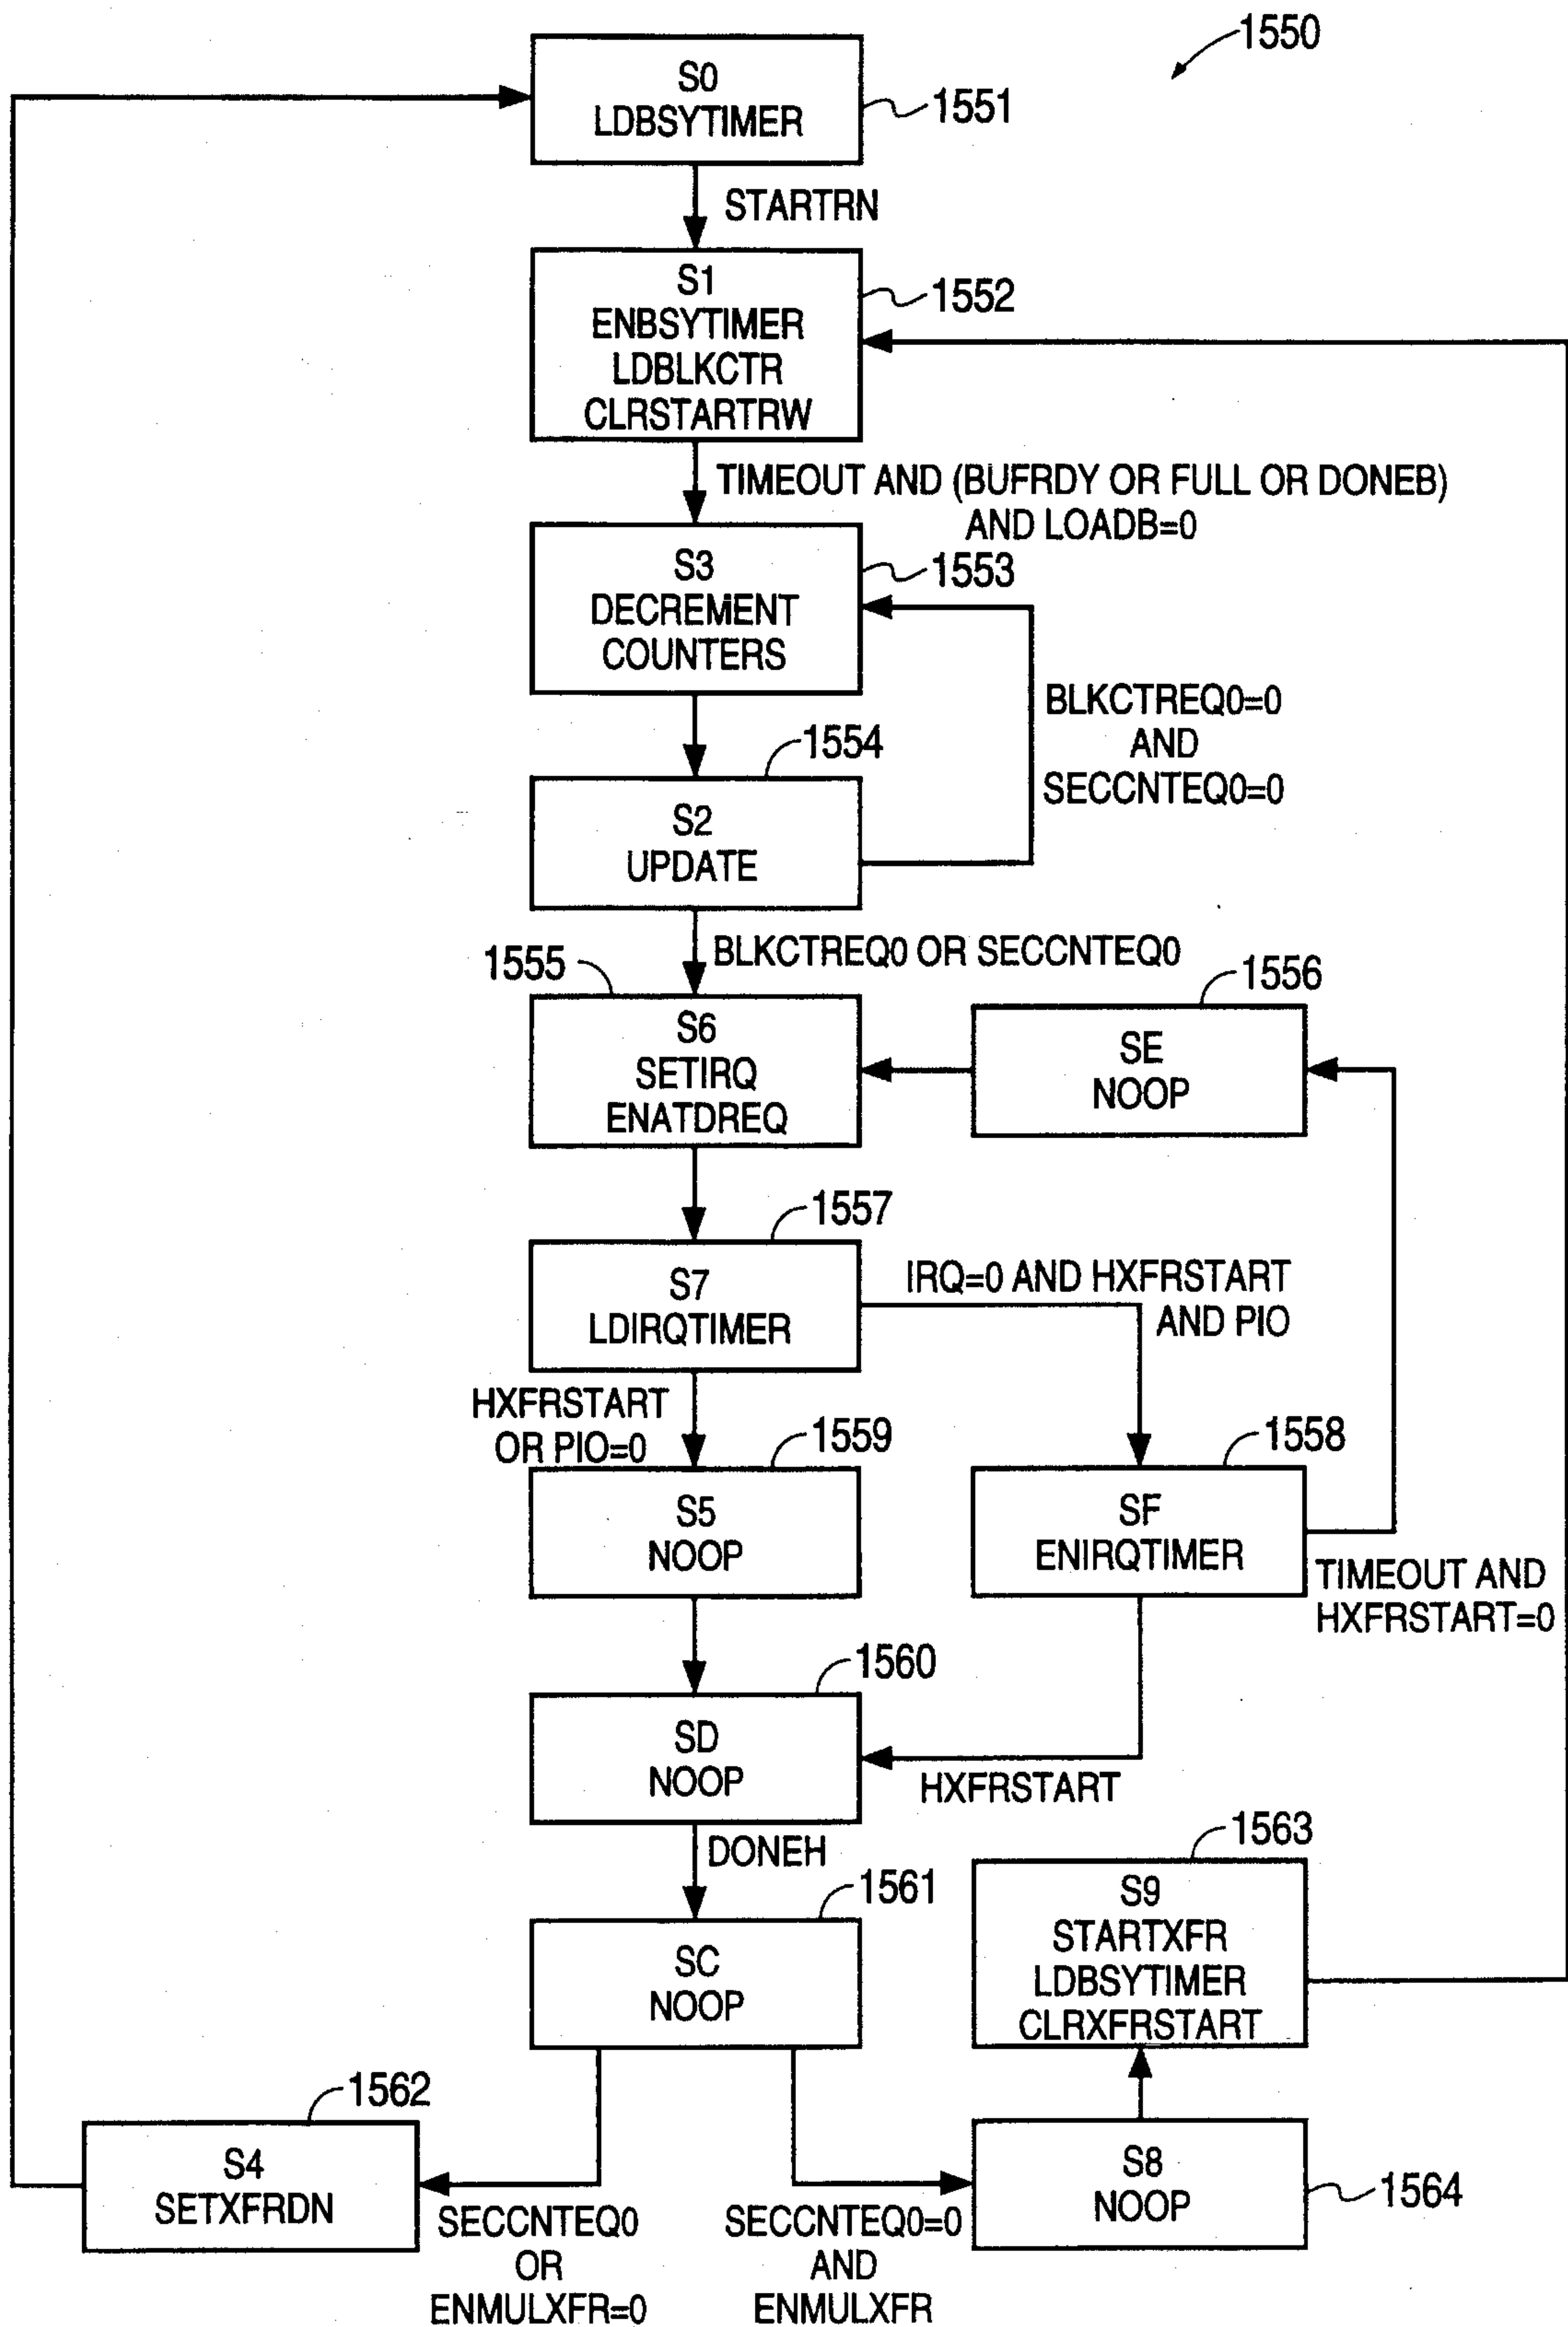 1550
S0
LDBSYTIMER
1551
STARTRN
S1
ENBSYTIMER
LDBLKCTR
CLRSTARTRW
1552
TIMEOUT AND (BUFRDY OR FULL OR DONEB)
AND LOADB=0
S3
DECREMENT
COUNTERS
1553
BLKCTREQ0=0
AND
SECCNTEQ0=0
1554
S2
UPDATE
BLKCTREQ0 OR SECCNTEQ0
1555
S6
SETIRQ
ENATDREQ
1556
SE
NOOP
1557
S7
LDIRQTIMER
IRQ=0 AND HXFRSTART
AND PIO
HXFRSTART
OR PIO=0
1559
S5
NOOP
1558
SF
ENIRQTIMER
TIMEOUT AND
HXFRSTART=0
1560
SD
NOOP
HXFRSTART
DONEH
1561
SC
NOOP
1563
S9
STARTXFR
LDBSYTIMER
CLRXFRSTART
1562
S4
SETXFRDN
SECCNTEQ0
OR
ENMULXFR=0
SECCNTEQ0=0
AND
ENMULXFR
S8
NOOP
1564